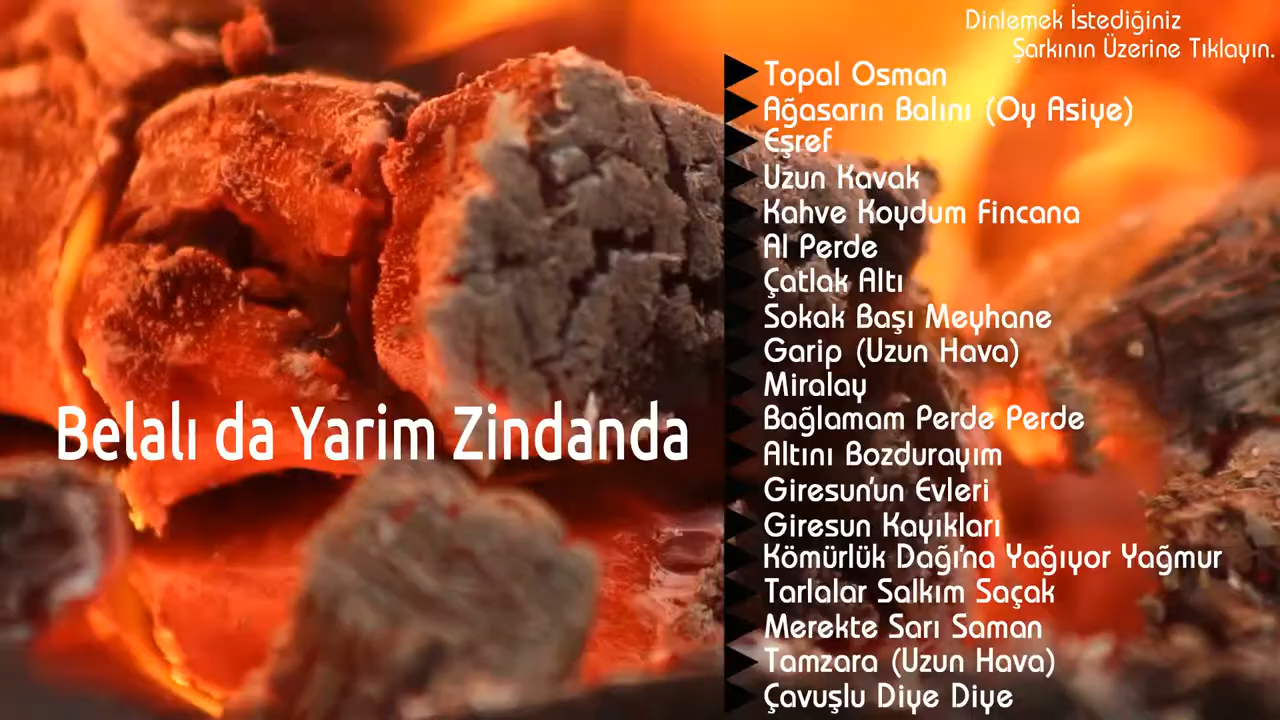 Dinlemek İstediğiniz
Şarkının Üzerine Tıklayın.
Topal Osman
Ağasarın Balını (Oy Asiye)
Eşref
Uzun Kavak
Kahve Koydum Fincana
Al Perde
Çatlak Altı
Sokak Başı Meyhane
Garip (Uzun Hava)
Miralay
Bağlamam Perde Perde
Altını Bozdurayım
Giresun'un Evleri
Giresun Kayıkları
Kömürlük Dağı'na Yağıyor Yağmur
Tarlalar Salkım Saçak
Merekte Sarı Saman
Tamzara (Uzun Hava)
Çavuşlu Diye Diye
Belalı da Yarim Zindanda